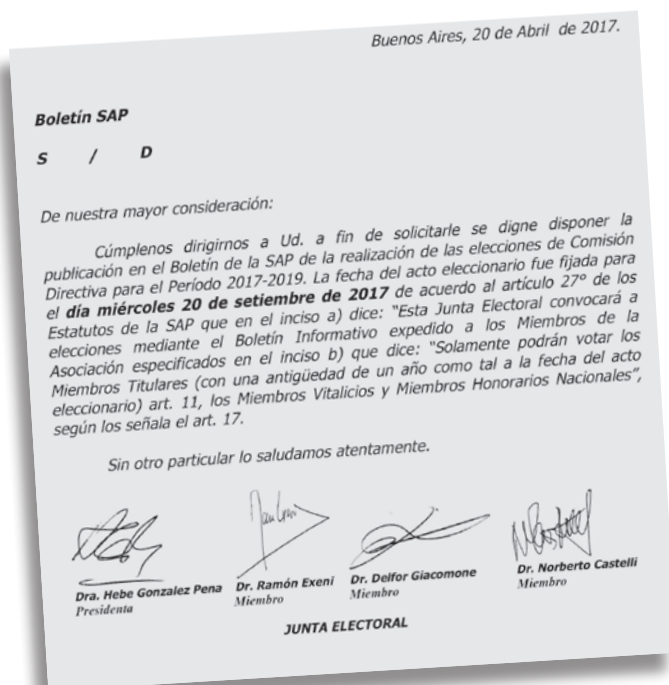 Buenos Aires, 20 de Abril de 2017.
Boletín SAP
S / D
De nuestra mayor consideración:
Cúmplenos dirigirnos a Ud. a fin de solicitarle se digne disponer la
publicación en el Boletín de la SAP de la realización de las elecciones de Comisión
Directiva para el Período 2017-2019. La fecha del acto eleccionario fue fijada para
el día miércoles 20 de setiembre de 2017 de acuerdo al artículo 27º de los
Estatutos de la SAP que en el inciso a) dice: “Esta Junta Electoral convocará a
elecciones mediante el Boletín Informativo expedido a los Miembros de la
Asociación especificados en el inciso b) que dice: “Solamente podrán votar los
Miembros Titulares (con una antigüedad de un año como tal a la fecha del acto
eleccionario) art. 11, los Miembros Vitalicios y Miembros Honorarios Nacionales”,
según los señala el art. 17.
Sin otro particular lo saludamos atentamente.
Dra. Hebe Gonzalez Pena Dr. Ramón Exeni Dr. Delfor Giacomone Dr. Norberto Castelli
Presidenta Miembro Miembro Miembro
JUNTA ELECTORAL